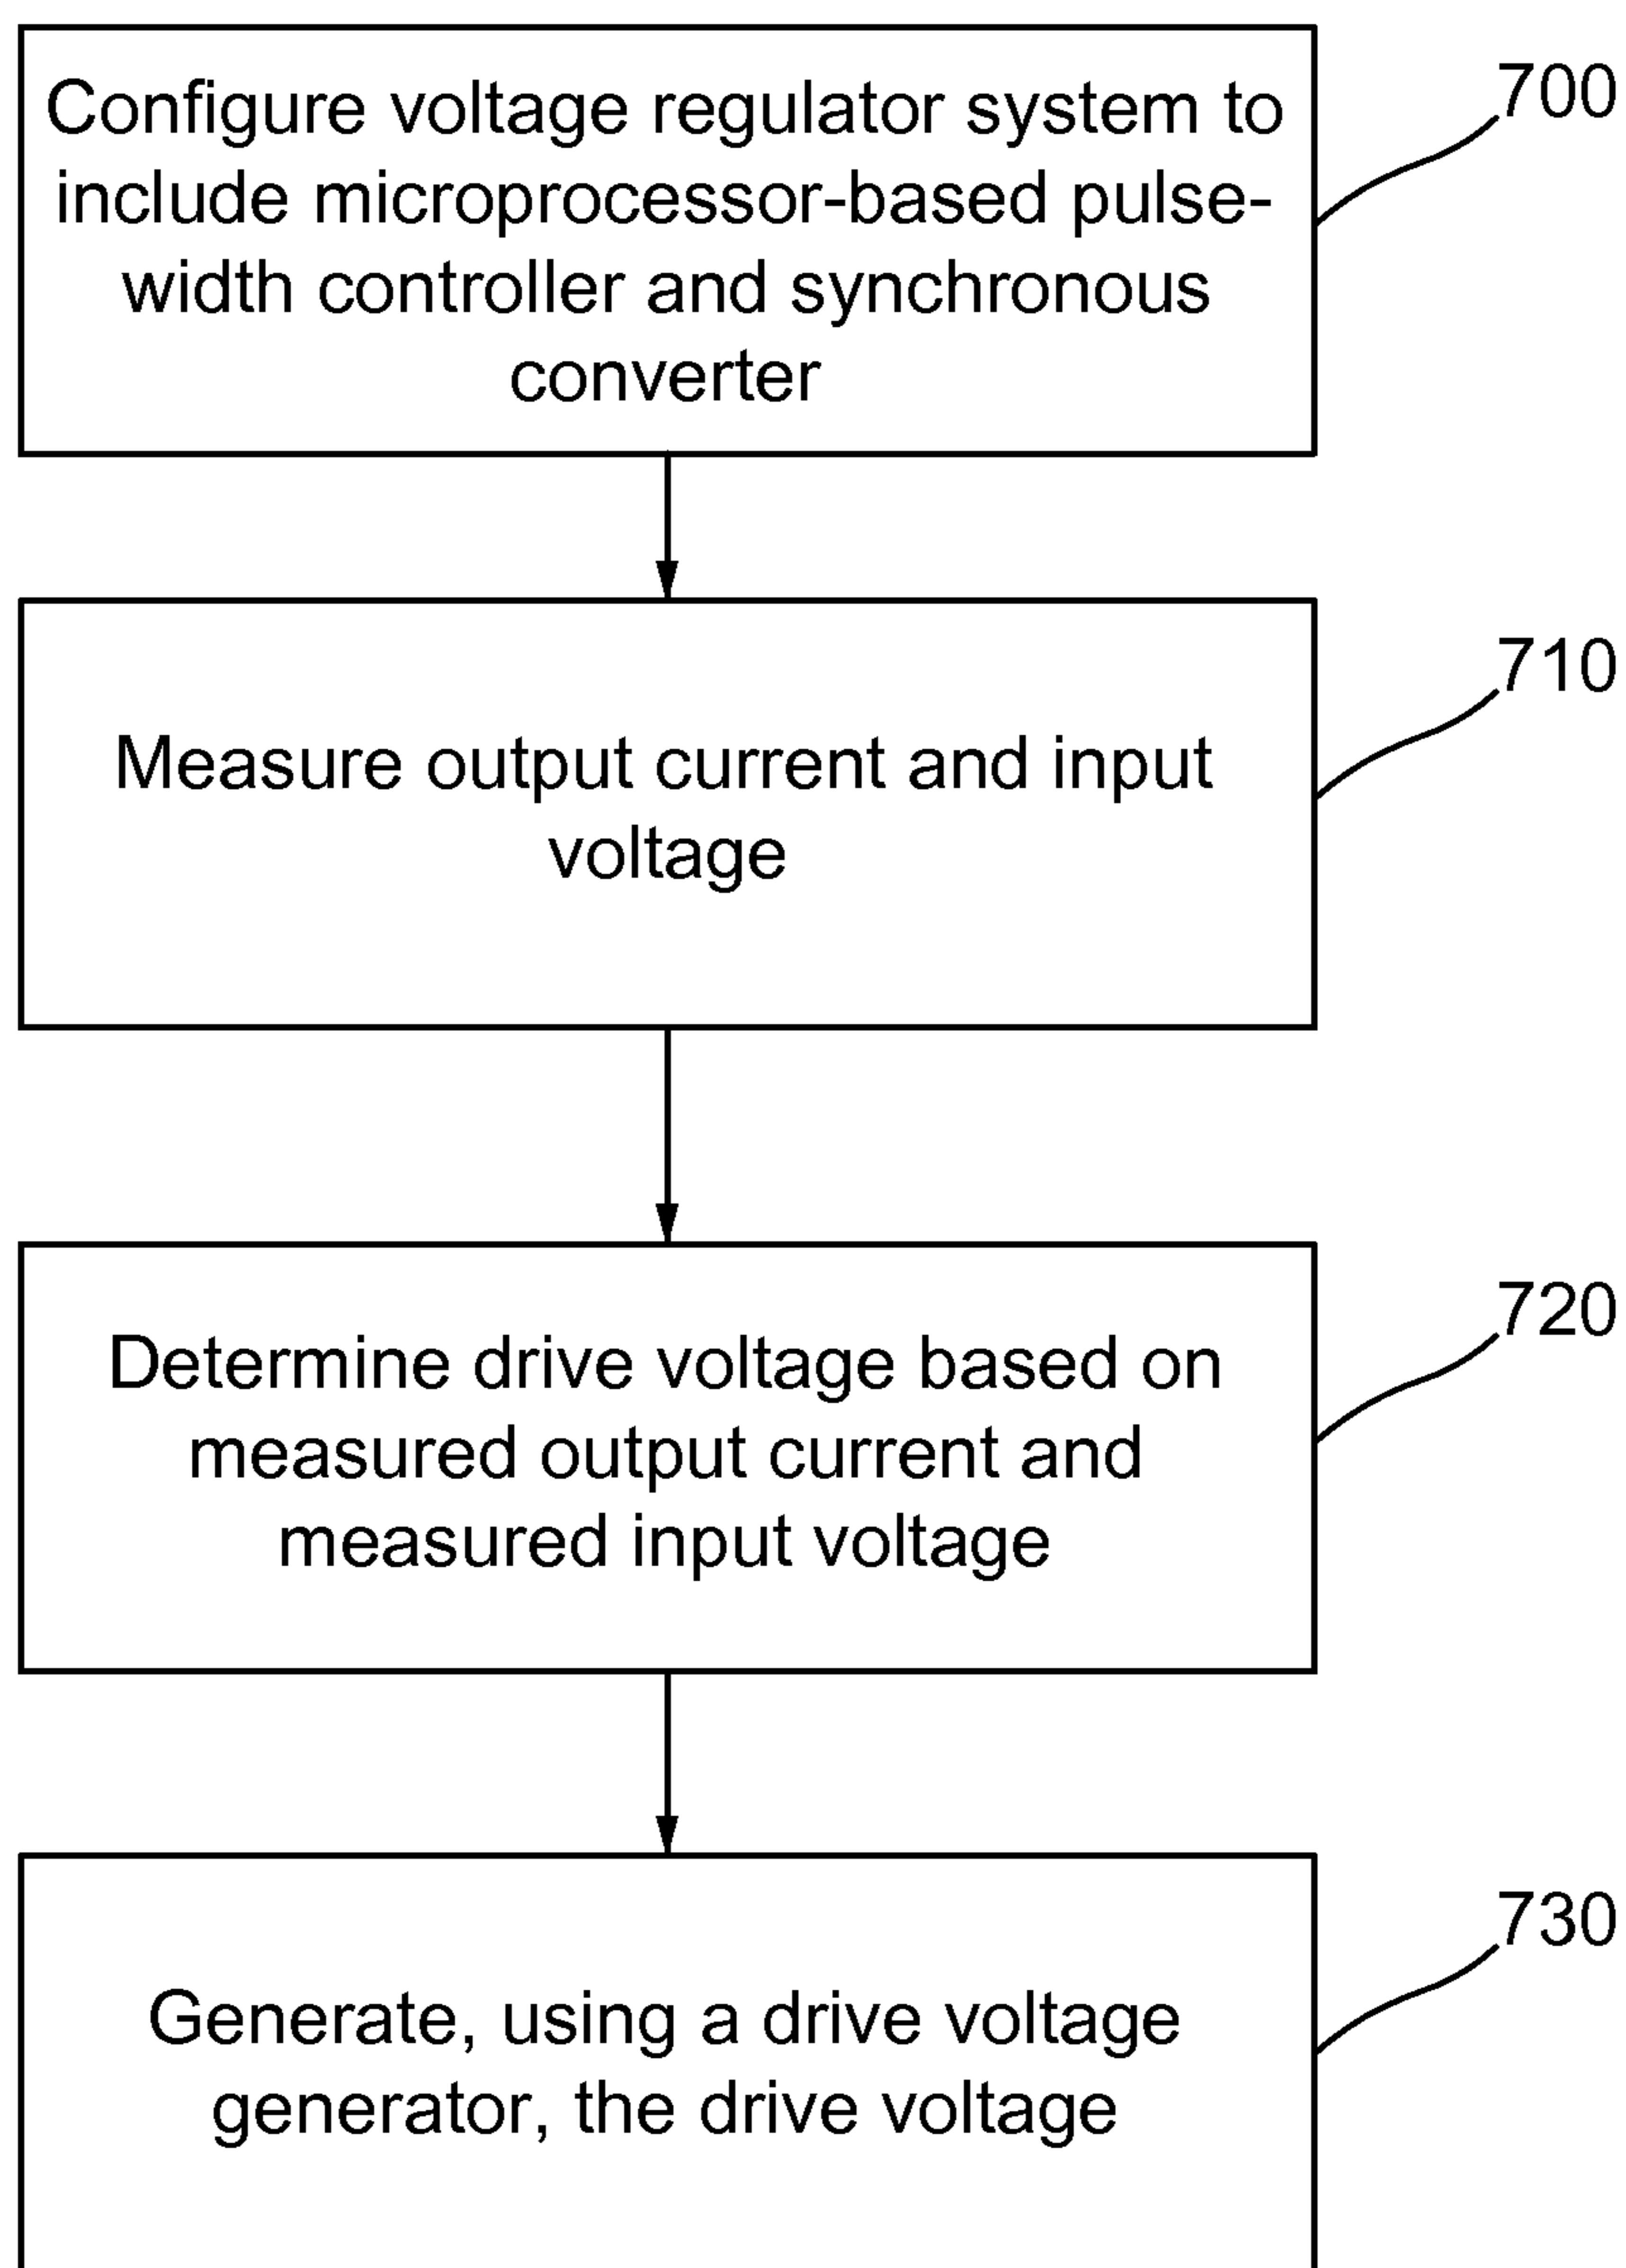 Configure voltage regulator system to
include microprocessor-based pulse-
width controller and synchronous
converter
700
Measure output current and input
voltage
710
Determine drive voltage based on
measured output current and
measured input voltage
720
Generate, using a drive voltage
generator, the drive voltage
730